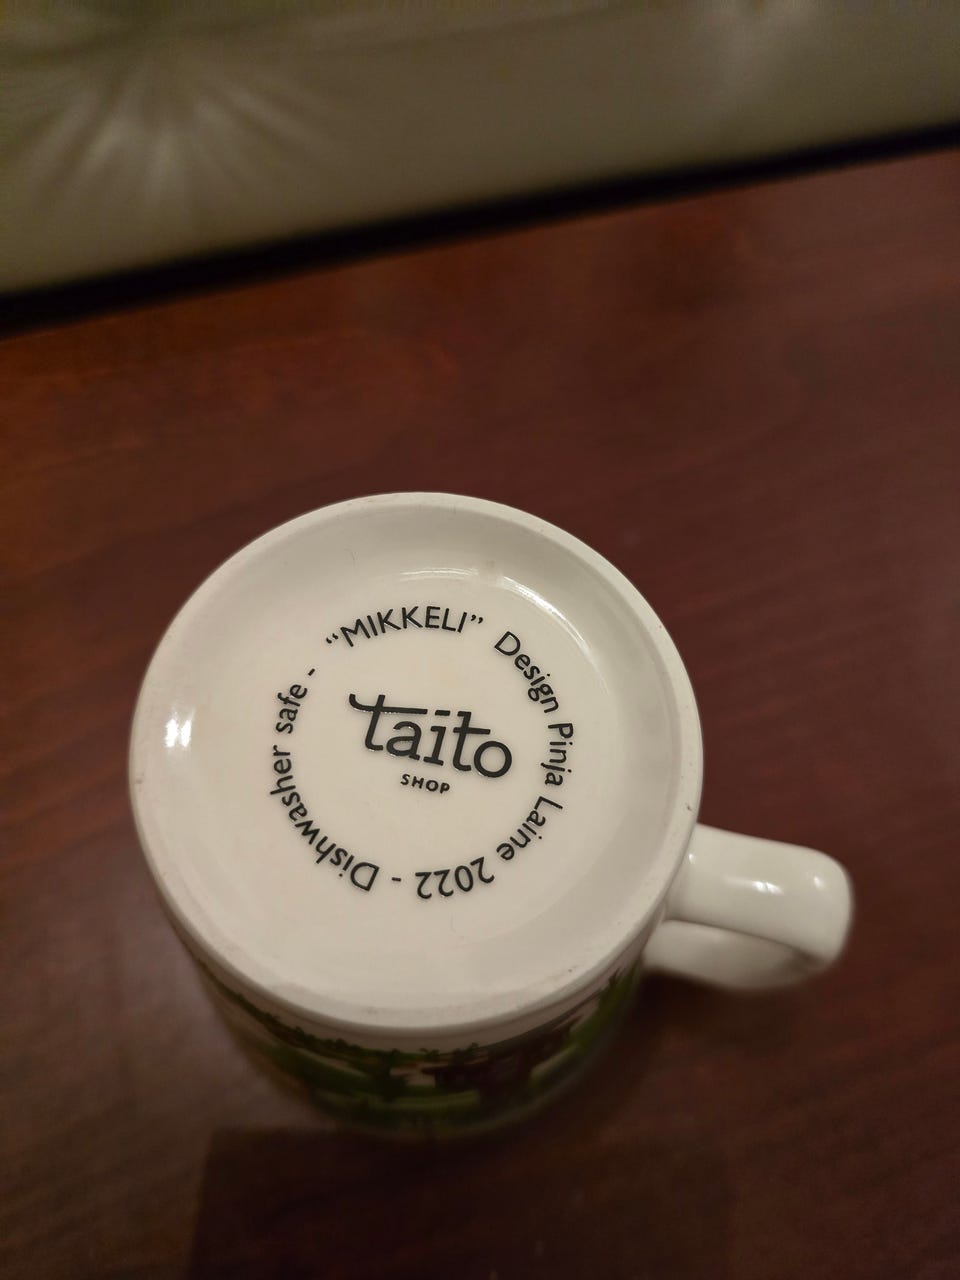 “MIKKELI” Design Pinja Laine 2022 - Dishwasher safe -
taito
SHOP